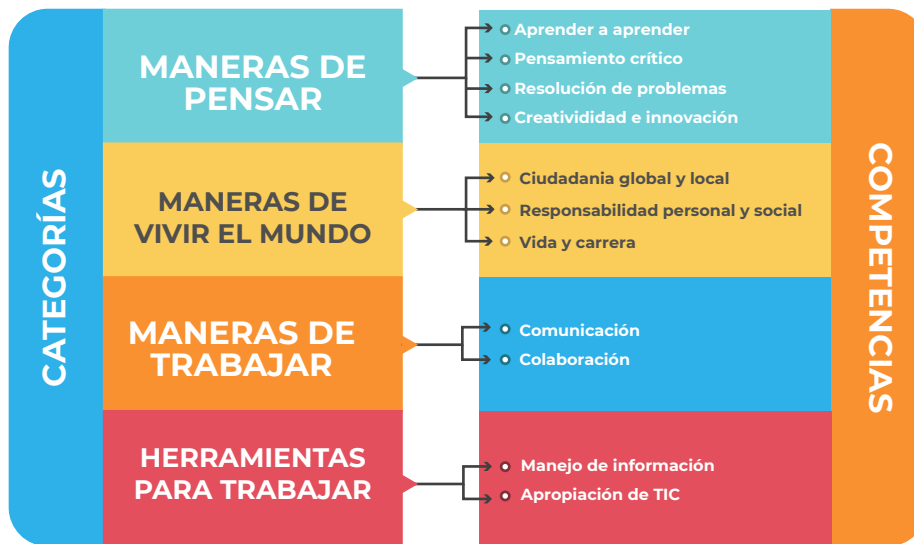 CATEGORÍAS
MANERAS DE
PENSAR
Aprender a aprender
Pensamiento crítico
Resolución de problemas
Creativididad e innovación
MANERAS DE
VIVIR EL MUNDO
Ciudadania global y local
Responsabilidad personal y social
Vida y carrera
MANERAS DE
TRABAJAR
Comunicación
Colaboración
HERRAMIENTAS
PARA TRABAJAR
Manejo de información
Apropiación de TIC
COMPETENCIAS